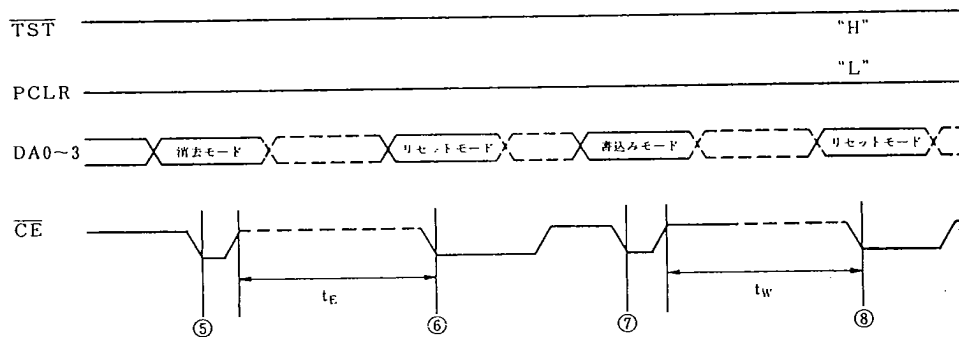 TST "H"
PCLR "L"
DA0~3 消去モード リセットモード 書込みモード リセットモード
CE
tE tW
⑤ ⑥ ⑦ ⑧